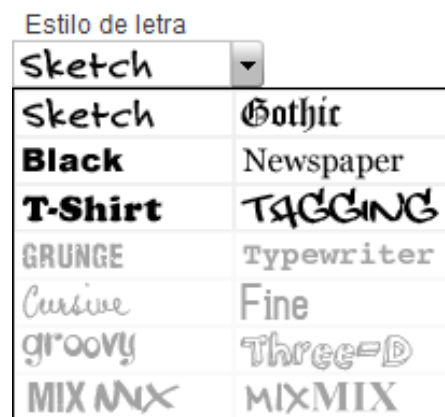 Estilo de letra
Sketch
Sketch Gothic
Black Newspaper
T-Shirt TAGGING
GRUNGE Typewriter
Cursive Fine
groovy Three-D
MIX MIX MIXMIX